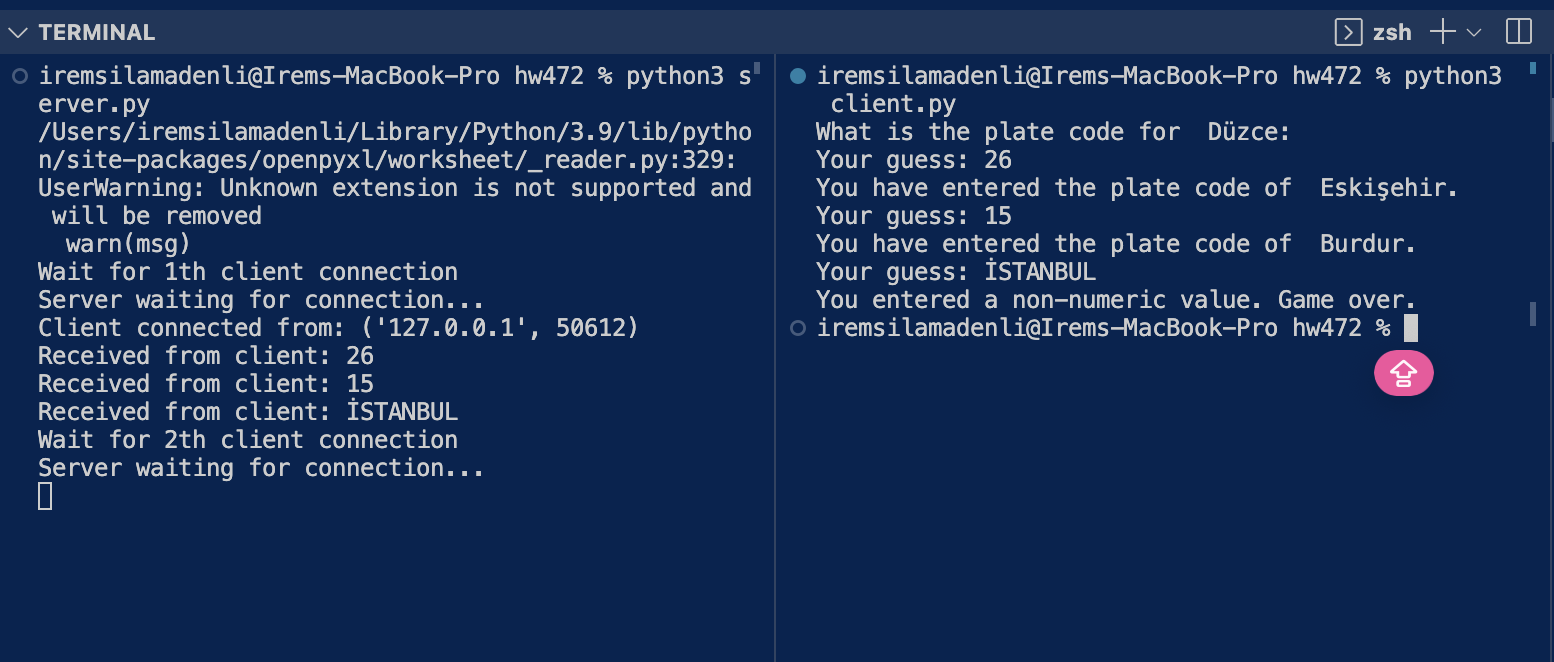 TERMINAL
zsh
iremsilamadenli@Irems-MacBook-Pro hw472 % python3 s
erver.py
/Users/iremsilamadenli/Library/Python/3.9/lib/pytho
n/site-packages/openpyxl/worksheet/_reader.py:329:
UserWarning: Unknown extension is not supported and
 will be removed
  warn(msg)
Wait for 1th client connection
Server waiting for connection...
Client connected from: ('127.0.0.1', 50612)
Received from client: 26
Received from client: 15
Received from client: İSTANBUL
Wait for 2th client connection
Server waiting for connection...
iremsilamadenli@Irems-MacBook-Pro hw472 % python3
 client.py
What is the plate code for  Düzce:
Your guess: 26
You have entered the plate code of  Eskişehir.
Your guess: 15
You have entered the plate code of  Burdur.
Your guess: İSTANBUL
You entered a non-numeric value. Game over.
iremsilamadenli@Irems-MacBook-Pro hw472 %